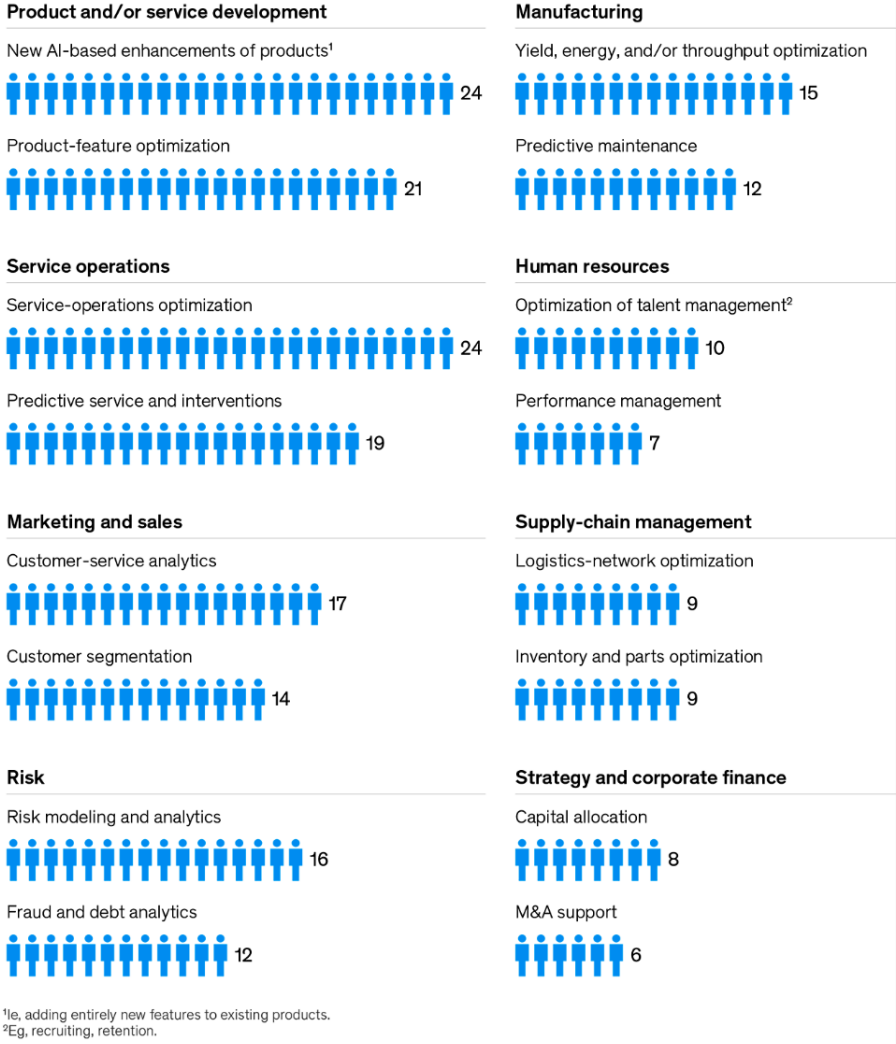 Product and/or service development
New AI-based enhancements of products¹
24
Product-feature optimization
21
Manufacturing
Yield, energy, and/or throughput optimization
15
Predictive maintenance
12
Service operations
Service-operations optimization
24
Predictive service and interventions
19
Human resources
Optimization of talent management²
10
Performance management
7
Marketing and sales
Customer-service analytics
17
Customer segmentation
14
Supply-chain management
Logistics-network optimization
9
Inventory and parts optimization
9
Risk
Risk modeling and analytics
16
Fraud and debt analytics
12
Strategy and corporate finance
Capital allocation
8
M&A support
6
¹Ie, adding entirely new features to existing products.
²Eg, recruiting, retention.